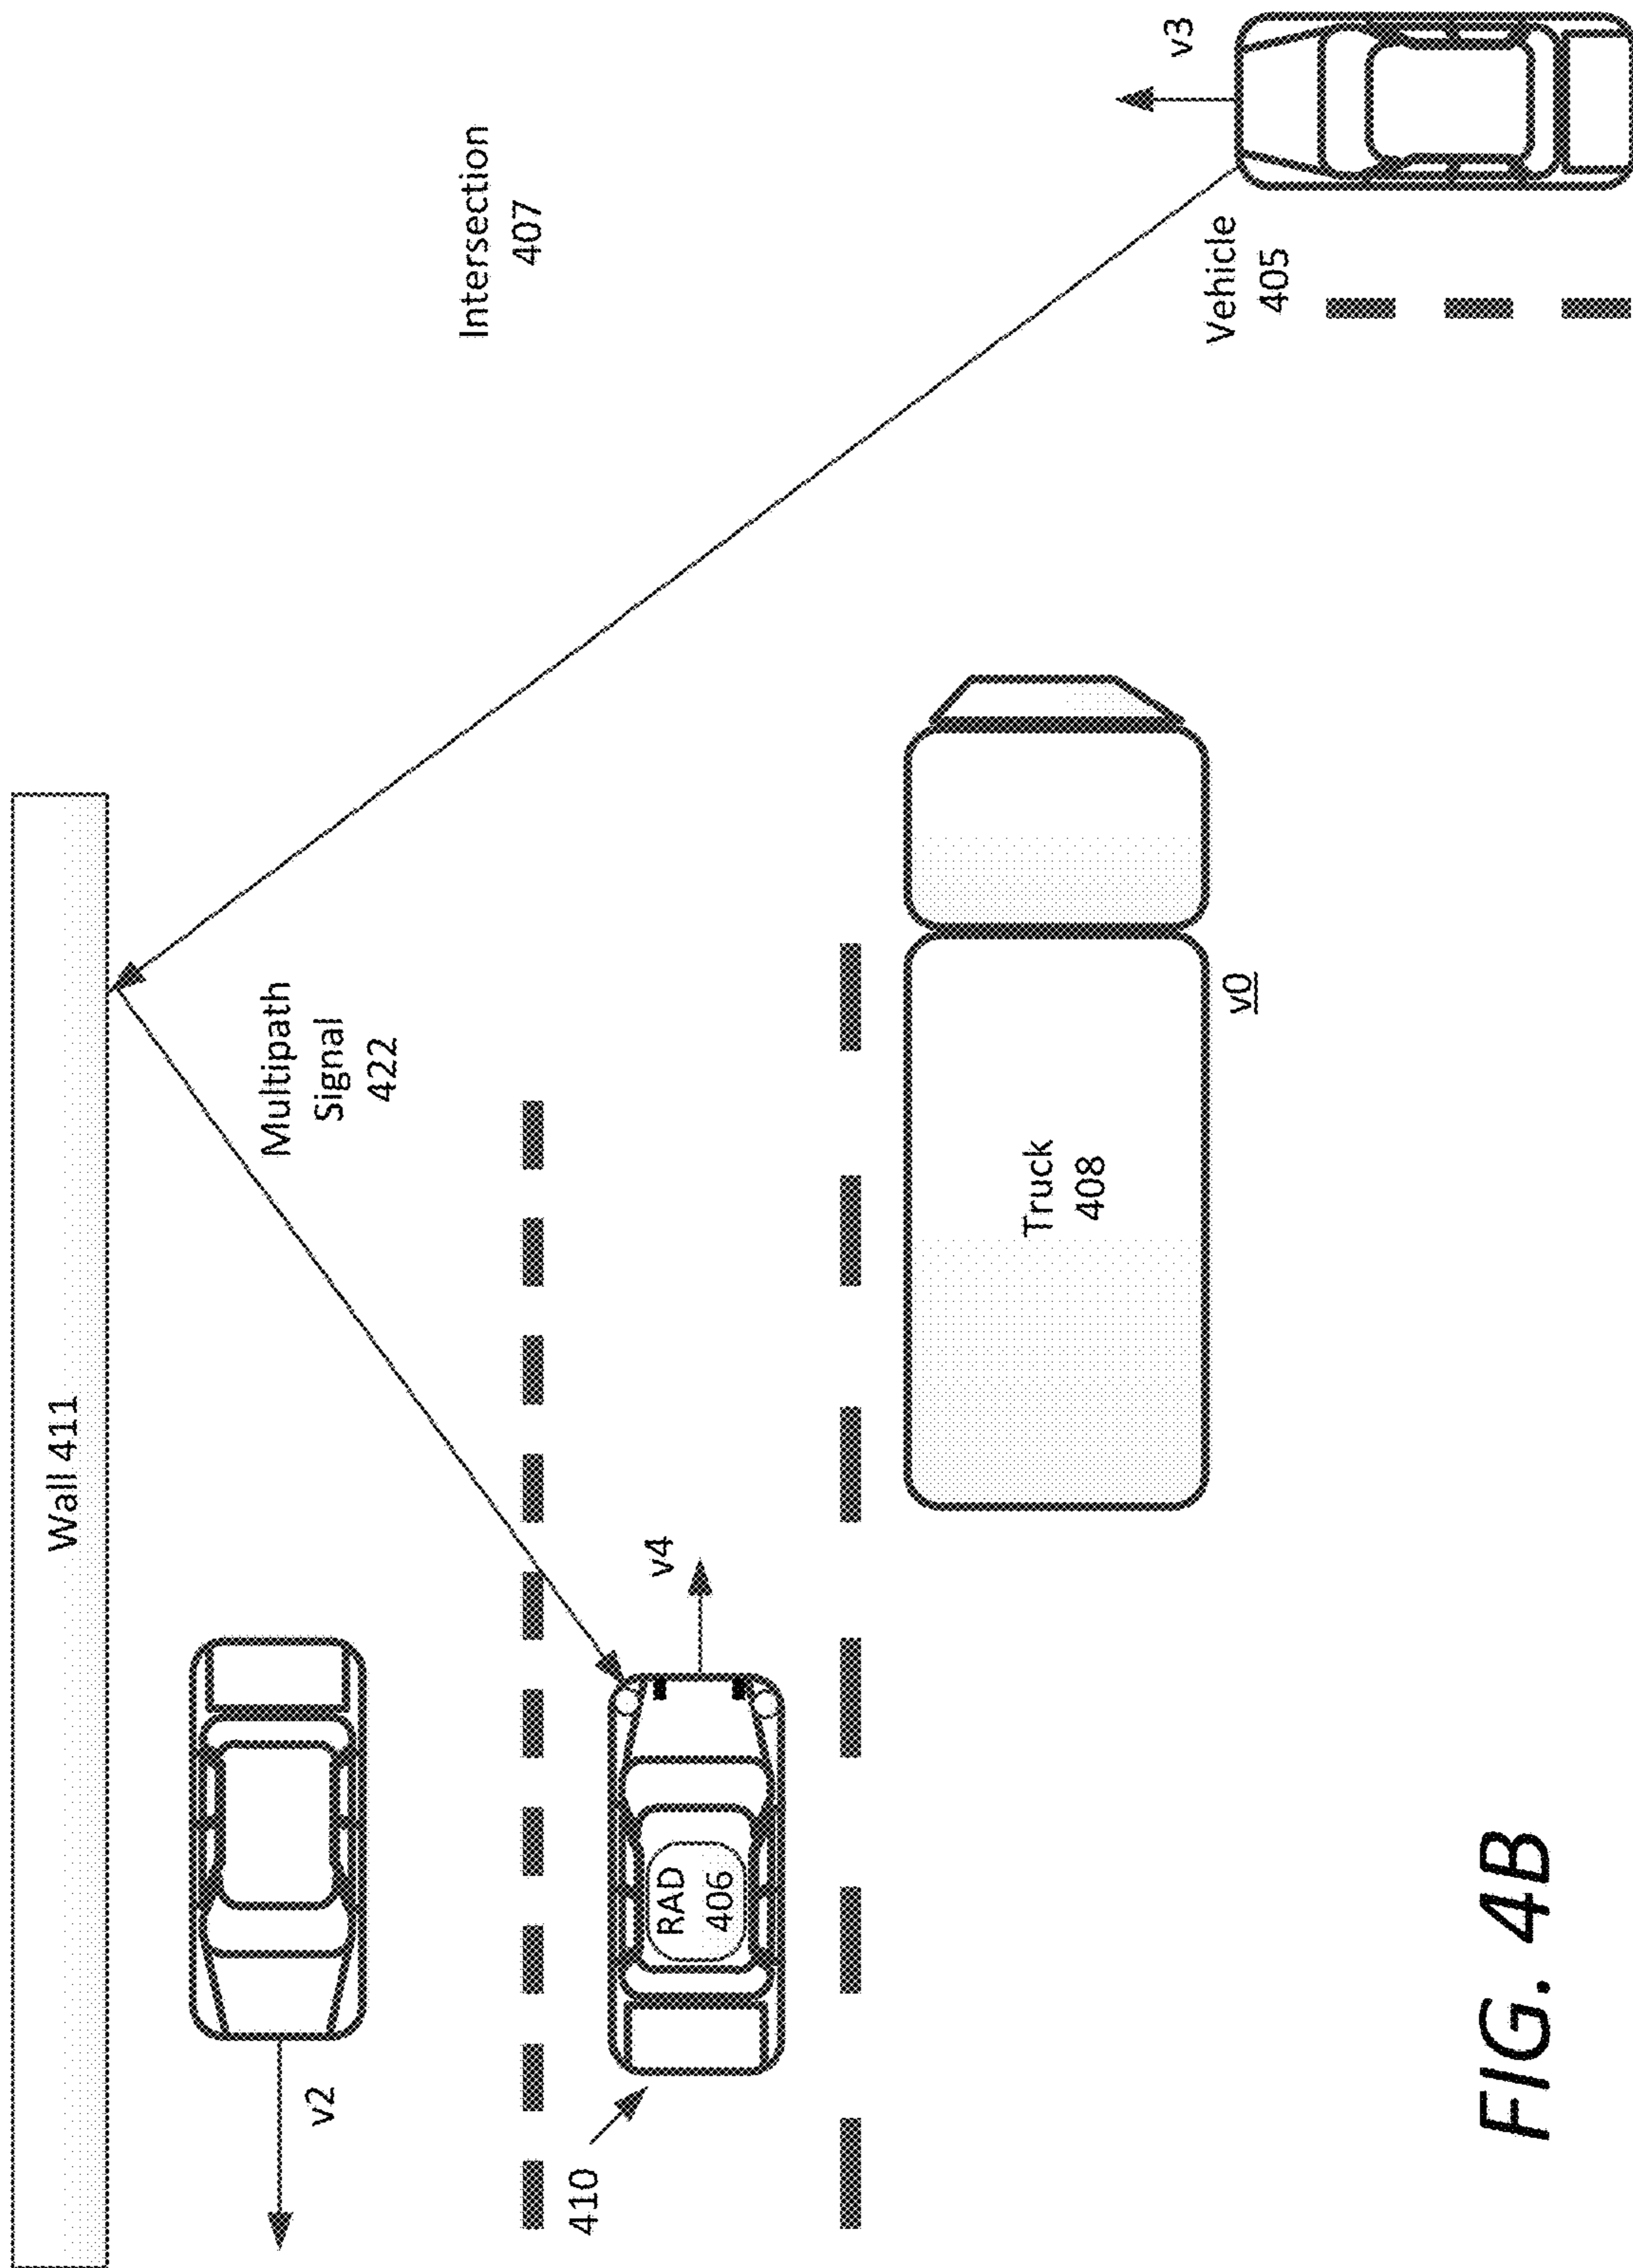 Wall 411
Multipath
Signal
422
v2
Intersection
407
410
RAD
406
v4
Truck
408
v0
Vehicle
405
v3
FIG. 4B